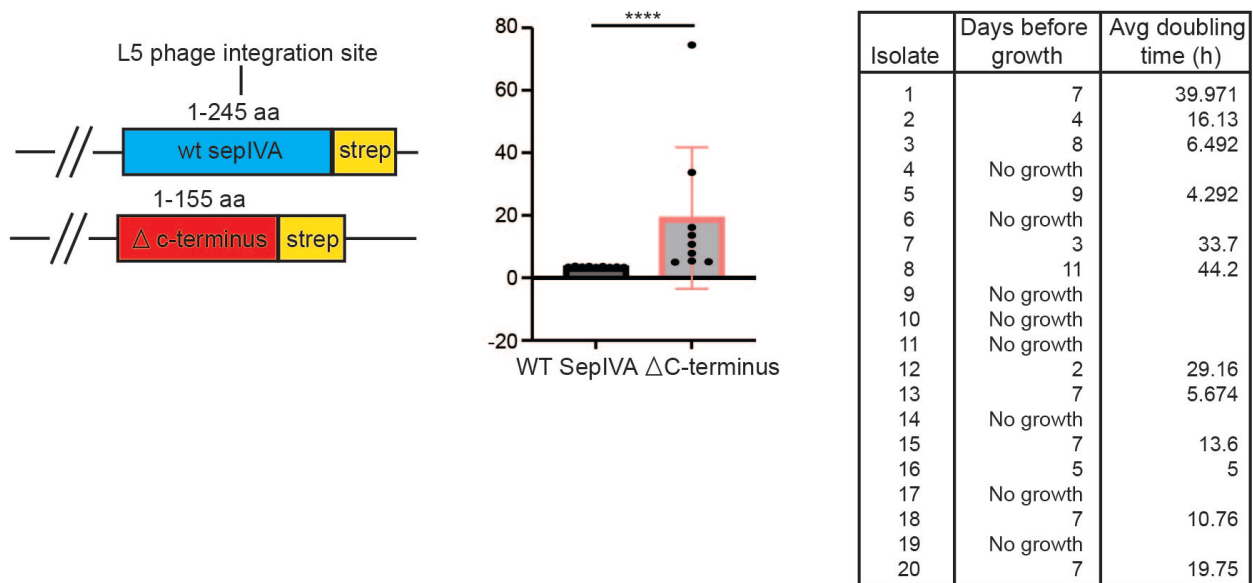 L5 phage integration site
1-245 aa
wt sepIVA strep
1-155 aa
△ c-terminus strep
****
80
60
40
20
0
-20
WT SepIVA △C-terminus
Isolate Days before growth Avg doubling time (h)
1 7 39.971
2 4 16.13
3 8 6.492
4 No growth
5 9 4.292
6 No growth
7 3 33.7
8 11 44.2
9 No growth
10 No growth
11 No growth
12 2 29.16
13 7 5.674
14 No growth
15 7 13.6
16 5 5
17 No growth
18 7 10.76
19 No growth
20 7 19.75